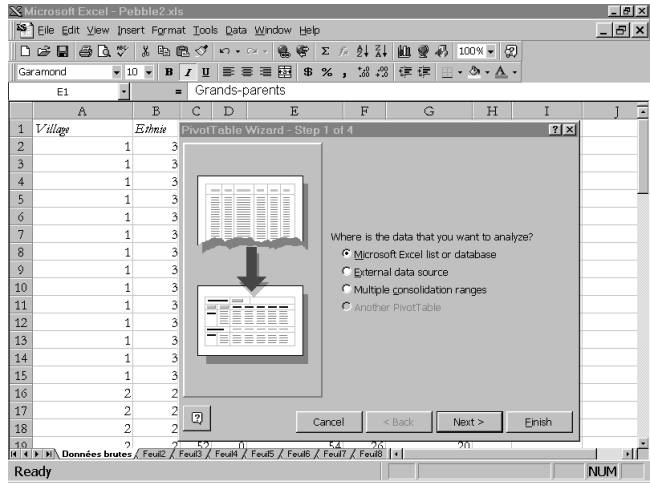 Microsoft Excel - Pebble2.xls
File Edit View Insert Format Tools Data Window Help
100%
Garamond 10 B I U $ % ,
E1 = Grands-parents
A B C D E F G H I J
1 Village Ethnie
PivotTable Wizard - Step 1 of 4
2 1 3
3 1 3
4 1 3
5 1 3
6 1 3
7 1 3
Where is the data that you want to analyze?
8 1 3
Microsoft Excel list or database
9 1 3
External data source
10 1 3
Multiple consolidation ranges
11 1 3
Another PivotTable
12 1 3
13 1 3
14 1 3
15 1 3
16 2 2
17 2 2
Cancel < Back Next > Finish
18 2 2
19 2 2 52 0 54 26 20
Données brutes Feuil2 Feuil3 Feuil4 Feuil5 Feuil6 Feuil7 Feuil8
Ready NUM